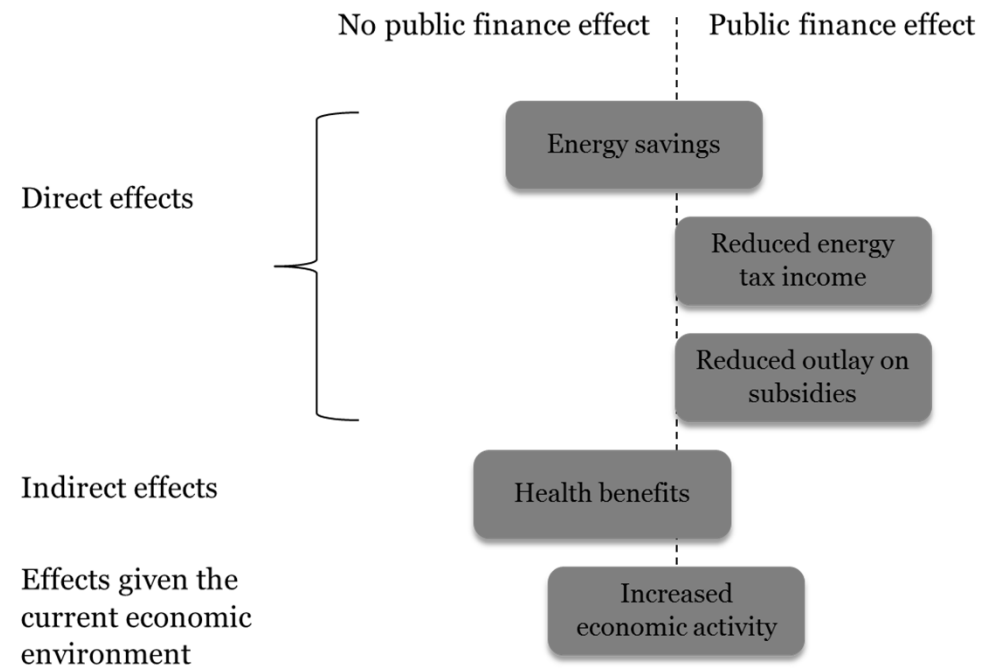 No public finance effect
Public finance effect
Energy savings
Direct effects
Reduced energy
tax income
Reduced outlay on
subsidies
Indirect effects
Health benefits
Effects given the
current economic
environment
Increased
economic activity